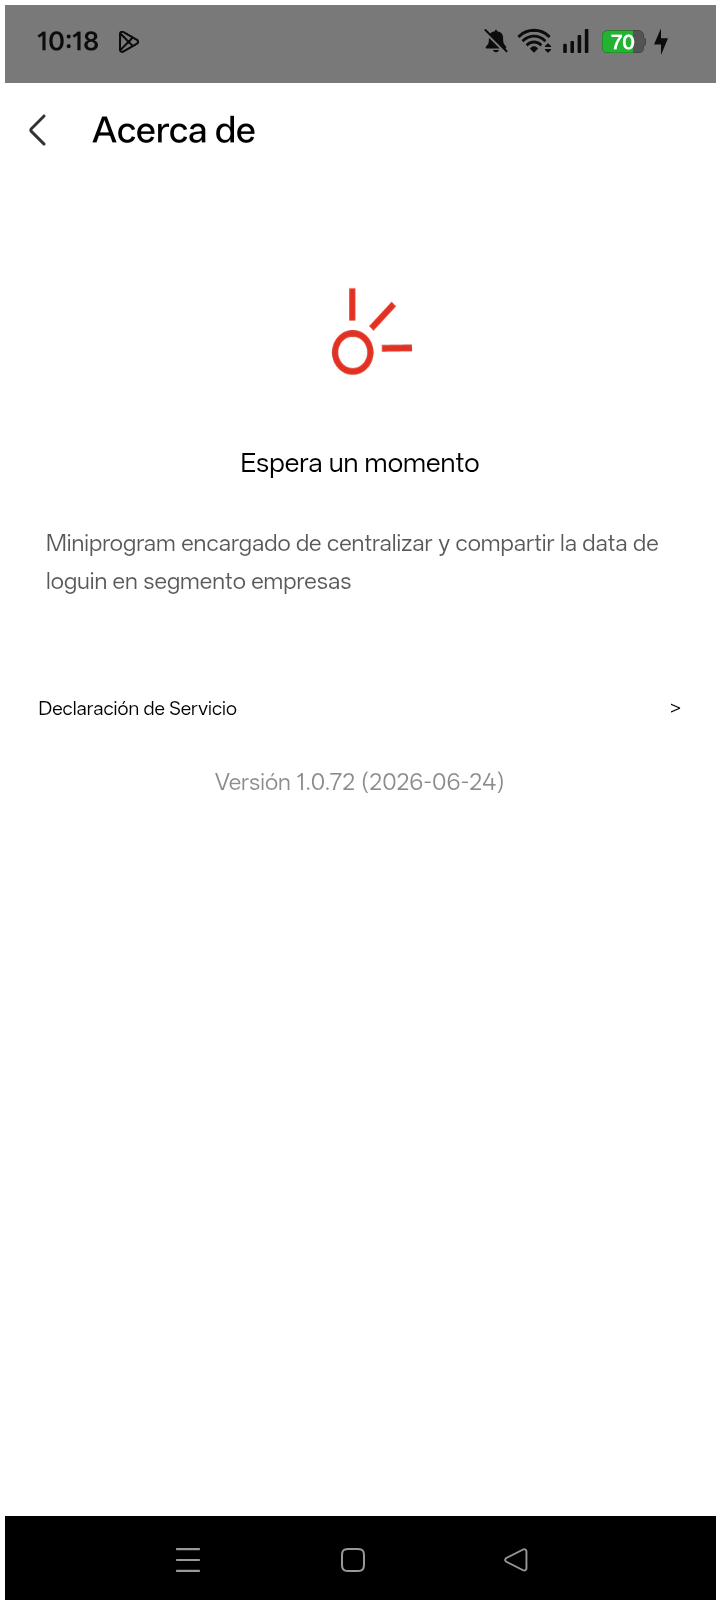 10:18
70
Acerca de
Espera un momento
Miniprogram encargado de centralizar y compartir la data de
loguin en segmento empresas
Declaración de Servicio >
Versión 1.0.72 (2026-06-24)